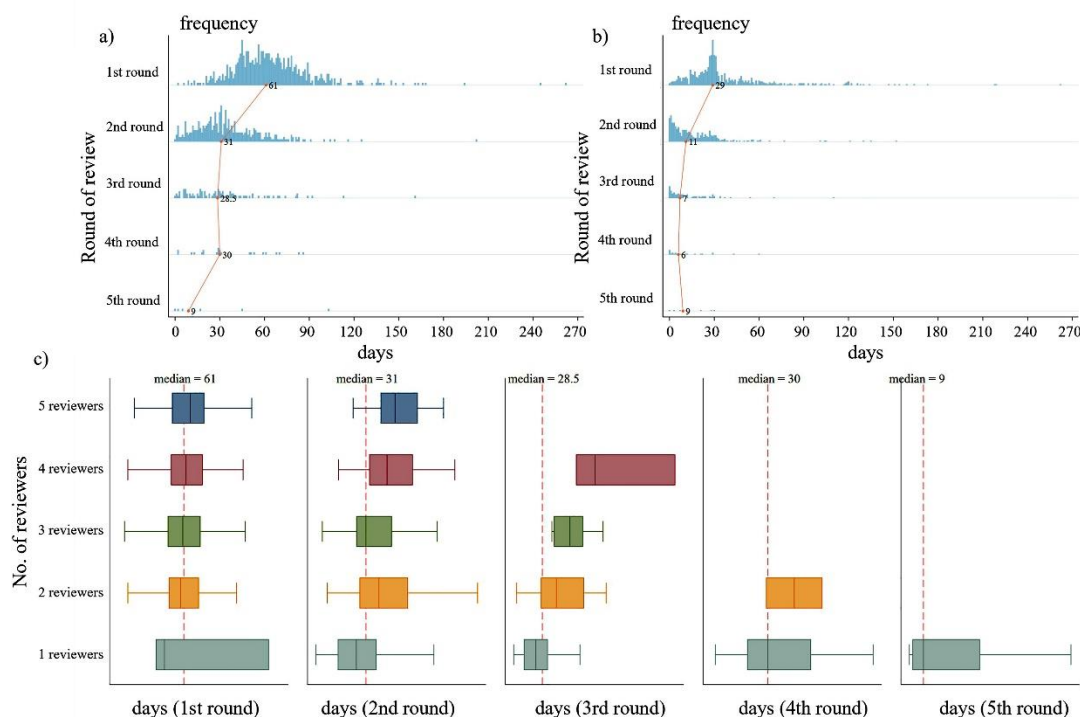 frequency
a)
1st round
61
2nd round
31
3rd round
28.5
4th round
30
5th round
9
Round of review
0 30 60 90 120 150 180 210 240 270
days
frequency
b)
1st round
29
2nd round
11
3rd round
7
4th round
6
5th round
9
Round of review
0 30 60 90 120 150 180 210 240 270
days
c)
median = 61
median = 31
median = 28.5
median = 30
median = 9
5 reviewers
4 reviewers
3 reviewers
2 reviewers
1 reviewers
No. of reviewers
days (1st round)
days (2nd round)
days (3rd round)
days (4th round)
days (5th round)